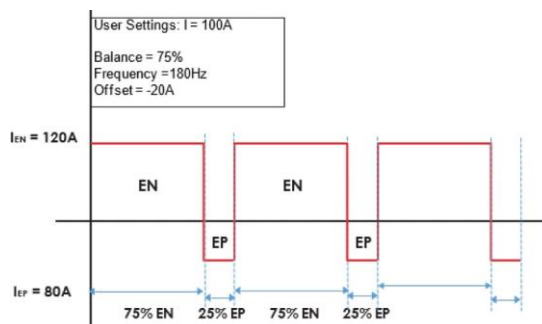 User Settings: I = 100A
Balance = 75%
Frequency =180Hz
Offset = -20A
IEN = 120A
EN
EN
EP
EP
IEP = 80A
75% EN
25% EP
75% EN
25% EP